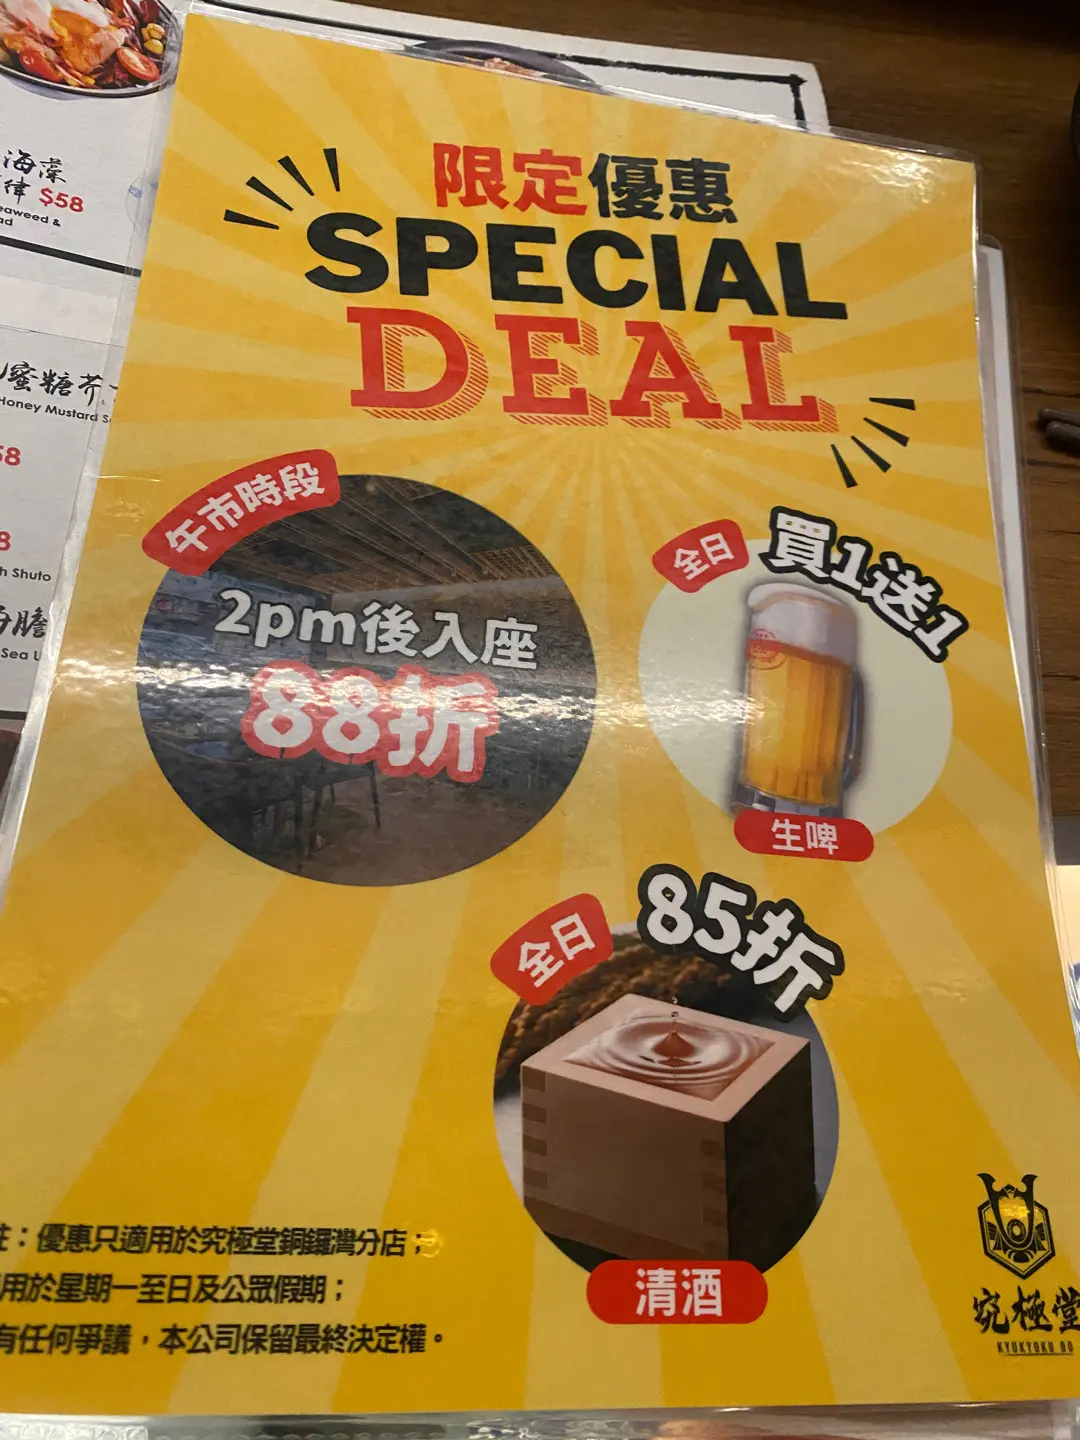 海藻
律 $58
eaweed &
ad
蜜糖芥
Honey Mustard S
58
8
h Shuto
膽
Sea U
限定優惠
SPECIAL
DEAL
午市時段
2pm後入座
88折
全日
買1送1
生啤
全日
85折
清酒
註：優惠只適用於究極堂銅鑼灣分店；
用於星期一至日及公眾假期；
有任何爭議，本公司保留最終決定權。
究極堂
KYUKYOKU DO